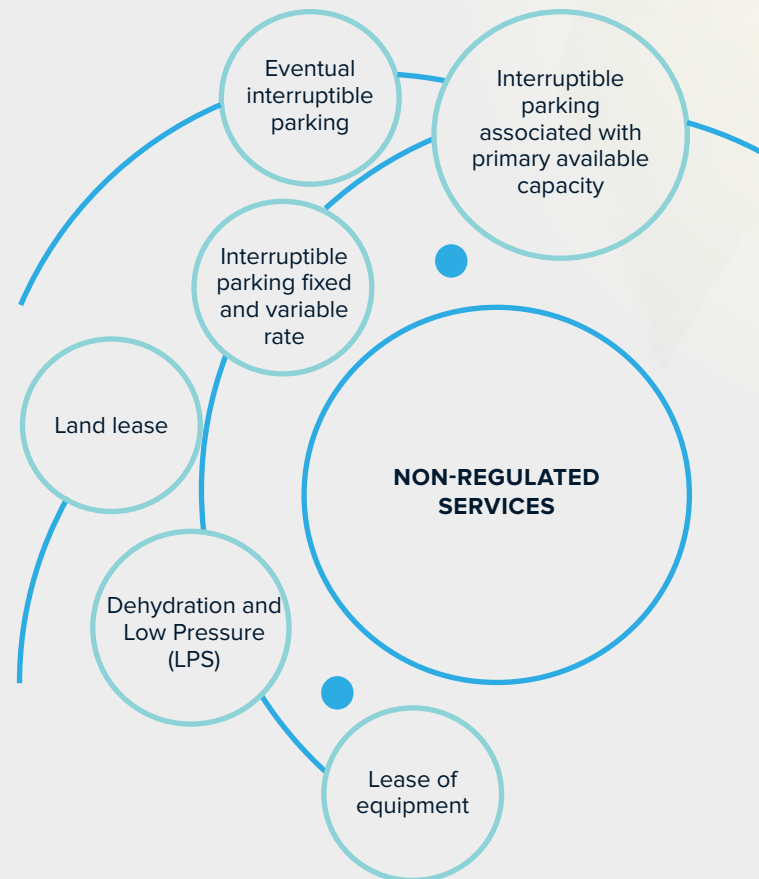 Eventual
interruptible
parking
Interruptible
parking
associated with
primary available
capacity
Interruptible
parking fixed
and variable
rate
Land lease
NON-REGULATED
SERVICES
Dehydration and
Low Pressure
(LPS)
Lease of
equipment